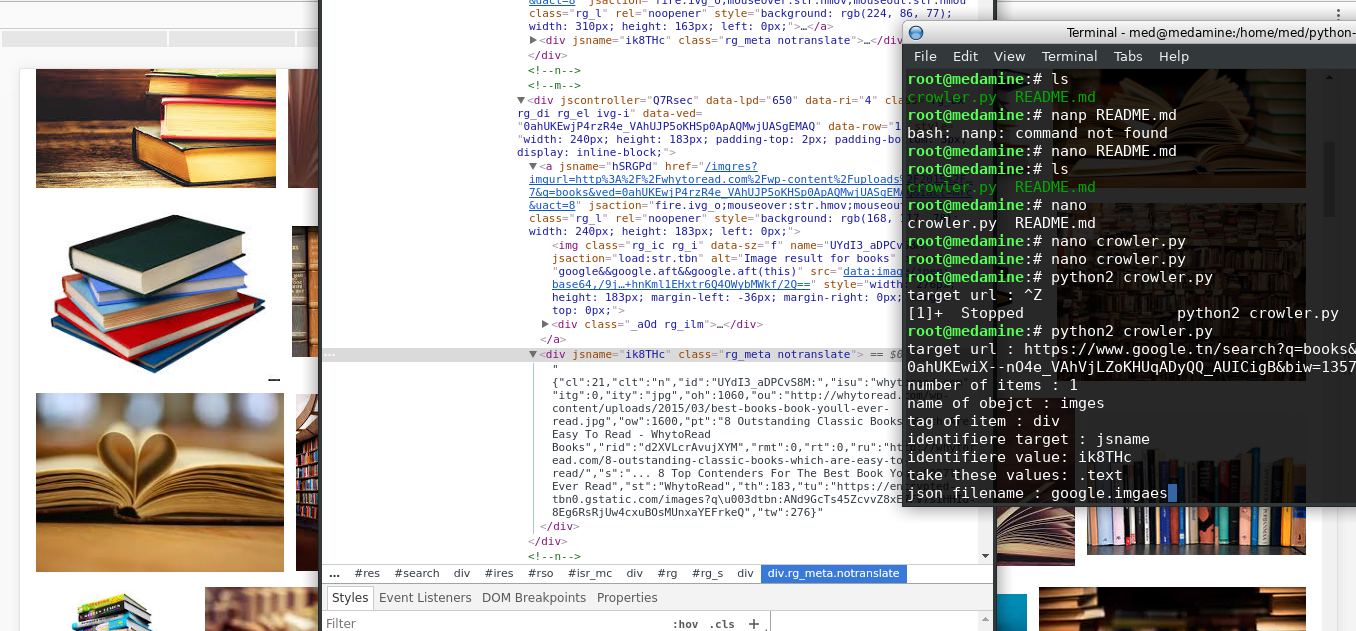 &uact=8" jsaction="fire.ivg_o;mouseover:str.hmov;mouseout:str.hmou
class="rg_l" rel="noopener" style="background: rgb(224, 86, 77);
width: 310px; height: 163px; left: 0px;">…</a>
▶<div jsname="ik8THc" class="rg_meta notranslate">…</div
</div>
<!--n-->
<!--m-->
▼<div jscontroller="Q7Rsec" data-lpd="650" data-ri="4" class=
rg_di rg_el ivg-i" data-ved=
"0ahUKEwjP4rzR4e_VAhUJP5oKHSp0ApAQMwjUASgEMAQ" data-row="1
"width: 240px; height: 183px; padding-top: 2px; padding-bo
display: inline-block;">
▼<a jsname="hSRGPd" href="/imgres?
imgurl=http%3A%2F%2Fwhytoread.com%2Fwp-content%2Fuploads%
7&q=books&ved=0ahUKEwjP4rzR4e_VAhUJP5oKHSp0ApAQMwjUASgEMA
&uact=8" jsaction="fire.ivg_o;mouseover:str.hmov;mouseout
class="rg_l" rel="noopener" style="background: rgb(168,
width: 240px; height: 183px; left: 0px;">
<img class="rg_ic rg_i" data-sz="f" name="UYdI3_aDPCv
jsaction="load:str.tbn" alt="Image result for books"
"google&&google.aft&&google.aft(this)" src="data:imag
base64,/9j…+hnKml1EHxtr6Q4OWybMWkf/2Q==" style="width:
height: 183px; margin-left: -36px; margin-right: 0px;
top: 0px;">
▶<div class="_aOd rg_ilm">…</div>
</a>
… ▼<div jsname="ik8THc" class="rg_meta notranslate"> == $0
"
{"cl":21,"clt":"n","id":"UYdI3_aDPCvS8M:","isu":"whyt
"itg":0,"ity":"jpg","oh":1060,"ou":"http://whytoread.
content/uploads/2015/03/best-books-book-youll-ever-
read.jpg","ow":1600,"pt":"8 Outstanding Classic Books
Easy To Read - WhytoRead
Books","rid":"d2XVLcrAvujXYM","rmt":0,"rt":0,"ru":"ht
ead.com/8-outstanding-classic-books-which-are-easy-to
read/","s":"... 8 Top Contenders For The Best Book Yo
Ever Read","st":"WhytoRead","th":183,"tu":"https://en
tbn0.gstatic.com/images?q\u003dtbn:ANd9GcTs45ZcvvZ8xE
8Eg6RsRjUw4cxuBOsMUnxaYEFrkeQ","tw":276}"
</div>
</div>
<!--n-->
… #res #search div #ires #rso #isr_mc div #rg #rg_s div div.rg_meta.notranslate
Styles Event Listeners DOM Breakpoints Properties
Filter :hov .cls +
Terminal - med@medamine:/home/med/python-
File Edit View Terminal Tabs Help
root@medamine:# ls
crowler.py README.md
root@medamine:# nanp README.md
bash: nanp: command not found
root@medamine:# nano README.md
root@medamine:# ls
crowler.py README.md
root@medamine:# nano
crowler.py README.md
root@medamine:# nano crowler.py
root@medamine:# nano crowler.py
root@medamine:# python2 crowler.py
target url : ^Z
[1]+ Stopped python2 crowler.py
root@medamine:# python2 crowler.py
target url : https://www.google.tn/search?q=books&
0ahUKEwiX--nO4e_VAhVjLZoKHUqADyQQ_AUICigB&biw=1357
number of items : 1
name of obejct : imges
tag of item : div
identifiere target : jsname
identifiere value: ik8THc
take these values: .text
json filename : google.imgaes